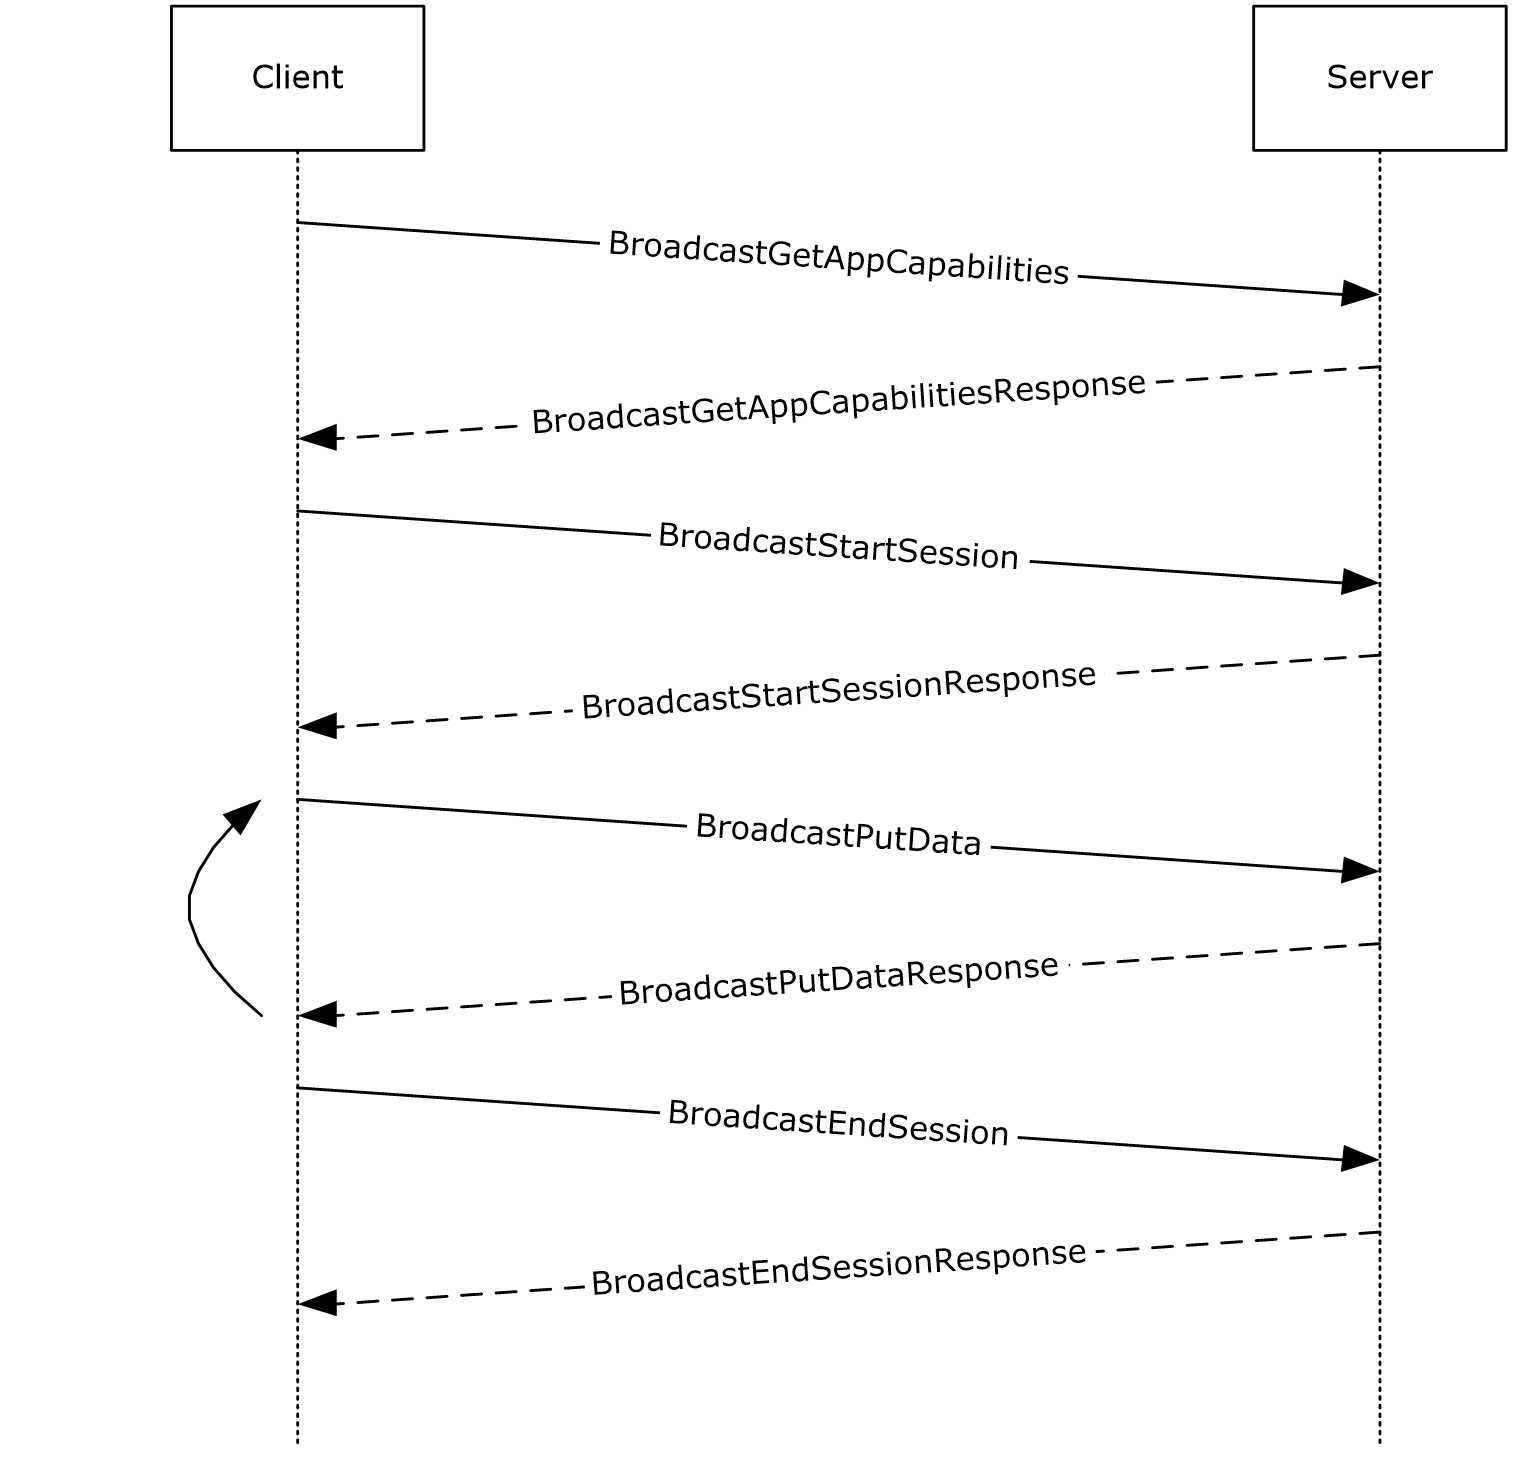 Client
Server
BroadcastGetAppCapabilities
BroadcastGetAppCapabilitiesResponse
BroadcastStartSession
BroadcastStartSessionResponse
BroadcastPutData
BroadcastPutDataResponse
BroadcastEndSession
BroadcastEndSessionResponse